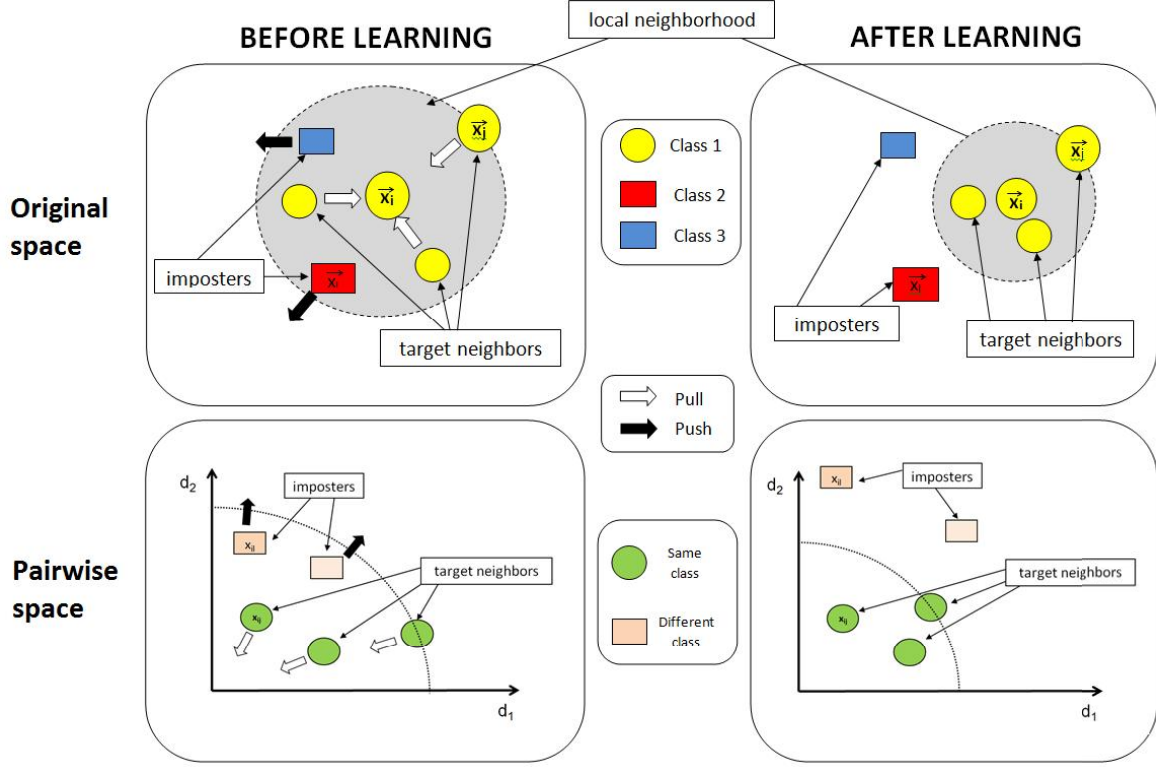 local neighborhood
BEFORE LEARNING
AFTER LEARNING
Original
space
x⃗j
x⃗i
x⃗l
imposters
target neighbors
Class 1
Class 2
Class 3
x⃗j
x⃗i
x⃗l
imposters
target neighbors
Pull
Push
Pairwise
space
d2
imposters
xil
target neighbors
xij
d1
Same
class
Different
class
d2
xil
imposters
target neighbors
xij
d1